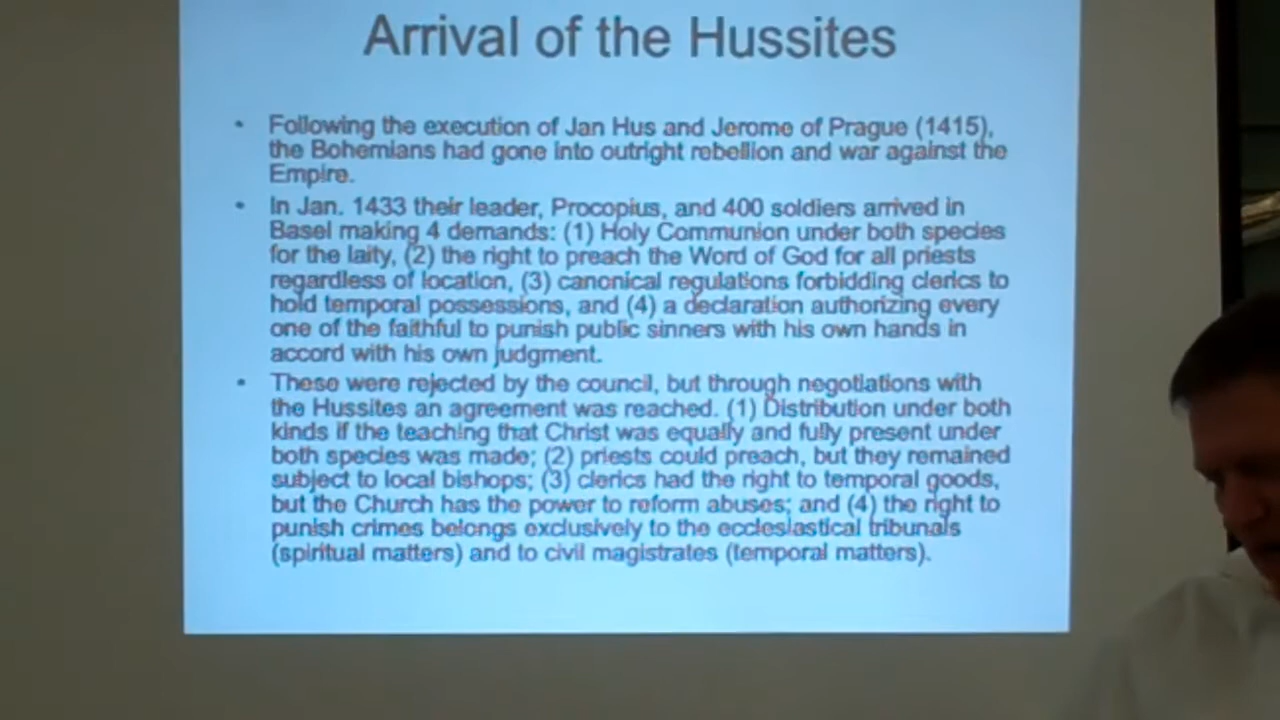 Arrival of the Hussites
• Following the execution of Jan Hus and Jerome of Prague (1415),
the Bohemians had gone into outright rebellion and war against the
Empire.
• In Jan. 1433 their leader, Procopius, and 400 soldiers arrived in
Basel making 4 demands: (1) Holy Communion under both species
for the laity, (2) the right to preach the Word of God for all priests
regardless of location, (3) canonical regulations forbidding clerics to
hold temporal possessions, and (4) a declaration authorizing every
one of the faithful to punish public sinners with his own hands in
accord with his own judgment.
• These were rejected by the council, but through negotiations with
the Hussites an agreement was reached. (1) Distribution under both
kinds if the teaching that Christ was equally and fully present under
both species was made; (2) priests could preach, but they remained
subject to local bishops; (3) clerics had the right to temporal goods,
but the Church has the power to reform abuses; and (4) the right to
punish crimes belongs exclusively to the ecclesiastical tribunals
(spiritual matters) and to civil magistrates (temporal matters).